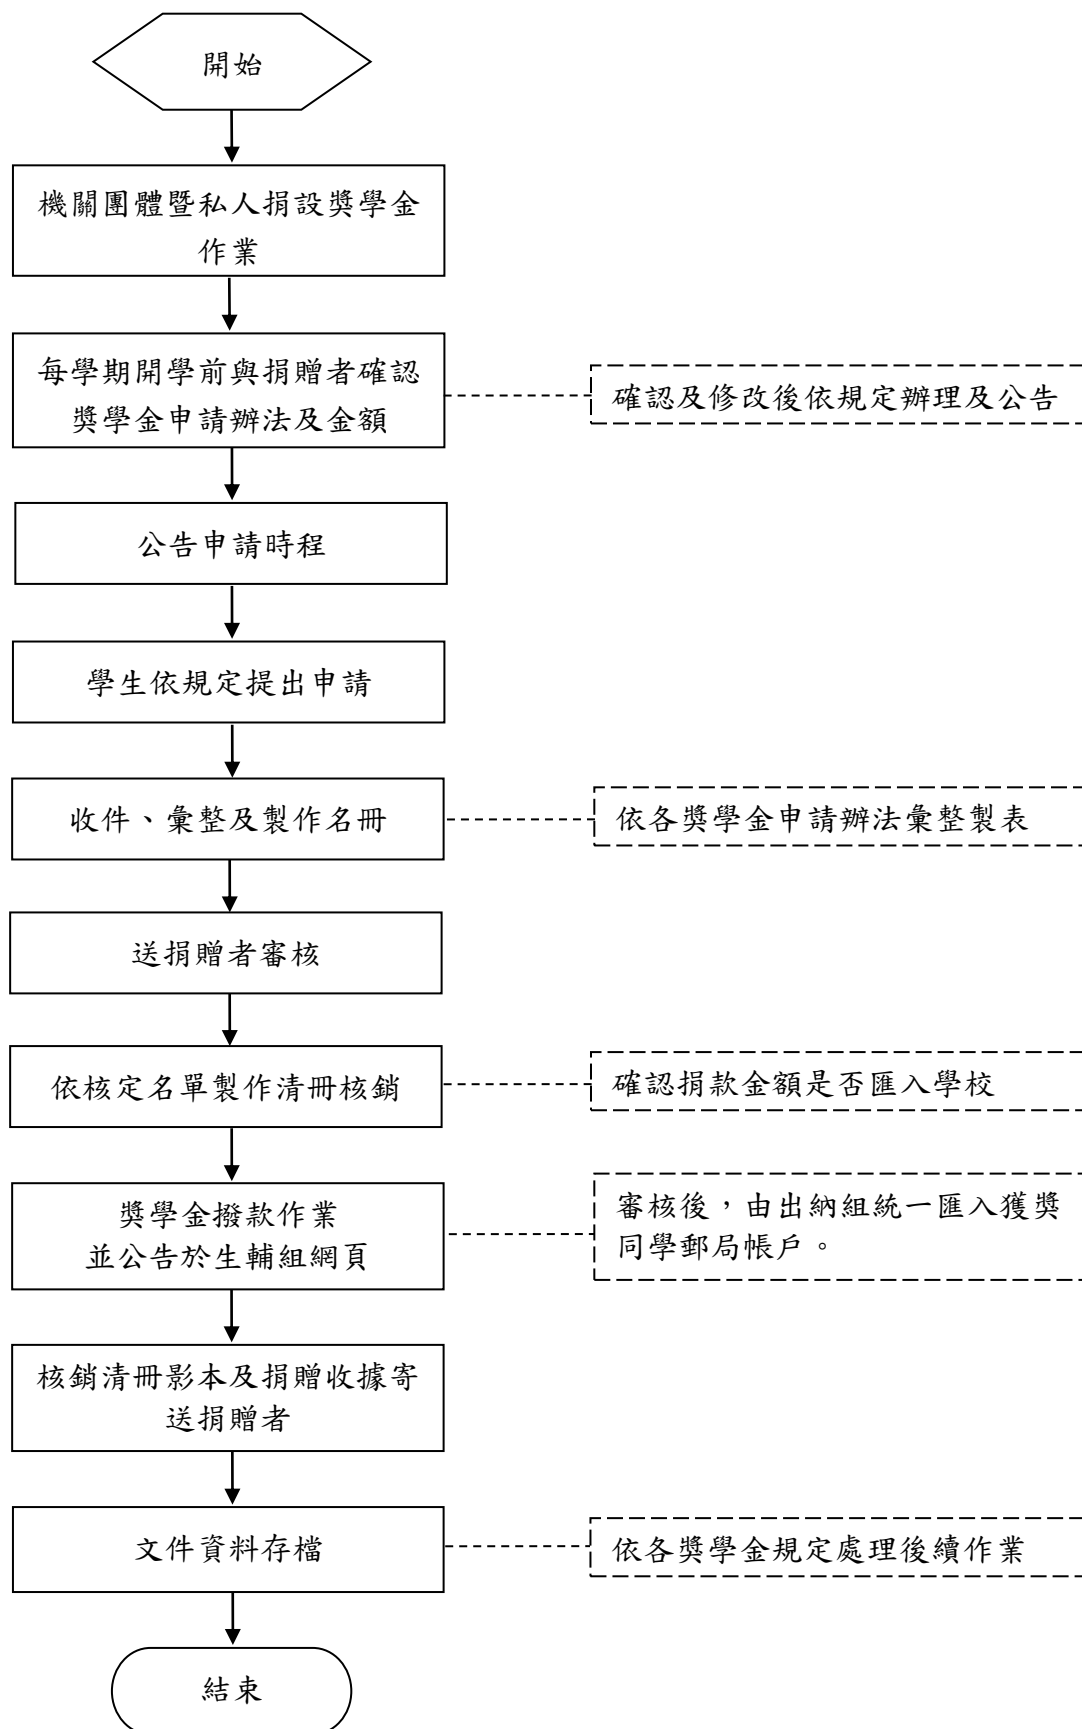 開始
機關團體暨私人捐設獎學金
作業
每學期開學前與捐贈者確認
獎學金申請辦法及金額
確認及修改後依規定辦理及公告
公告申請時程
學生依規定提出申請
收件、彙整及製作名冊
依各獎學金申請辦法彙整製表
送捐贈者審核
依核定名單製作清冊核銷
確認捐款金額是否匯入學校
獎學金撥款作業
並公告於生輔組網頁
審核後，由出納組統一匯入獲獎
同學郵局帳戶。
核銷清冊影本及捐贈收據寄
送捐贈者
文件資料存檔
依各獎學金規定處理後續作業
結束